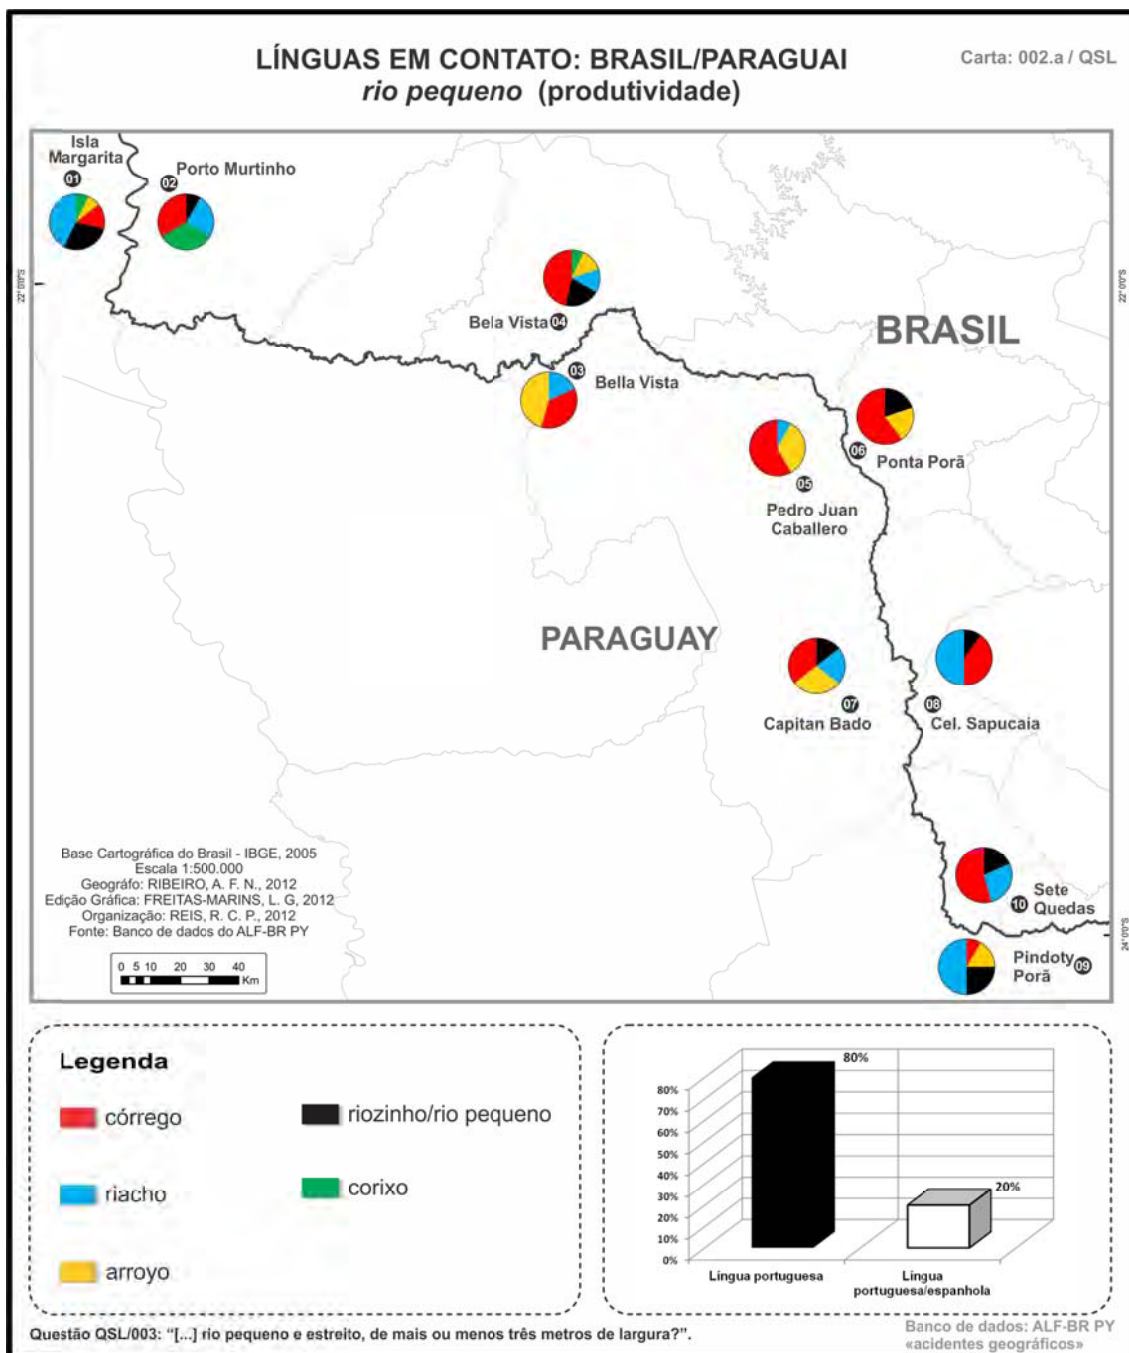 LÍNGUAS EM CONTATO: BRASIL/PARAGUAI
rio pequeno (produtividade)
Carta: 002.a / QSL
Isla
Margarita
01
02
Porto Murtinho
22°0'0"S
22°0'0"S
Bela Vista
04
03
Bella Vista
BRASIL
06
Ponta Porã
05
Pedro Juan
Caballero
PARAGUAY
07
Capitan Bado
08
Cel. Sapucaia
10
Sete
Quedas
24°0'0"S
Pindoty
Porã
09
Base Cartográfica do Brasil - IBGE, 2005
Escala 1:500.000
Geográfo: RIBEIRO, A. F. N., 2012
Edição Gráfica: FREITAS-MARINS, L. G, 2012
Organização: REIS, R. C. P., 2012
Fonte: Banco de dados do ALF-BR PY
0 5 10 20 30 40
Km
Legenda
córrego
riozinho/rio pequeno
riacho
corixo
arroyo
80%
70%
60%
50%
40%
30%
20%
10%
0%
80%
20%
Língua portuguesa
Língua
portuguesa/espanhola
Questão QSL/003: “[...] rio pequeno e estreito, de mais ou menos três metros de largura?”.
Banco de dados: ALF-BR PY
«acidentes geográficos»